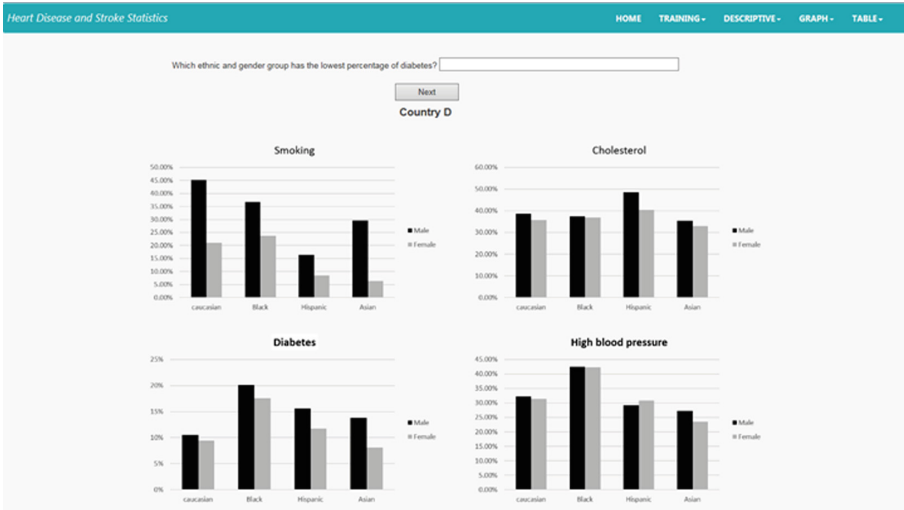 Heart Disease and Stroke Statistics
HOME TRAINING DESCRIPTIVE GRAPH TABLE
Which ethnic and gender group has the lowest percentage of diabetes?
Next
Country D
Smoking
50.00%
45.00%
40.00%
35.00%
30.00%
25.00%
20.00%
15.00%
10.00%
5.00%
0.00%
caucasian Black Hispanic Asian
Male
Female
Cholesterol
60.00%
50.00%
40.00%
30.00%
20.00%
10.00%
0.00%
caucasian Black Hispanic Asian
Male
Female
Diabetes
25%
20%
15%
10%
5%
0%
caucasian Black Hispanic Asian
Male
Female
High blood pressure
45.00%
40.00%
35.00%
30.00%
25.00%
20.00%
15.00%
10.00%
5.00%
0.00%
caucasian Black Hispanic Asian
Male
Female